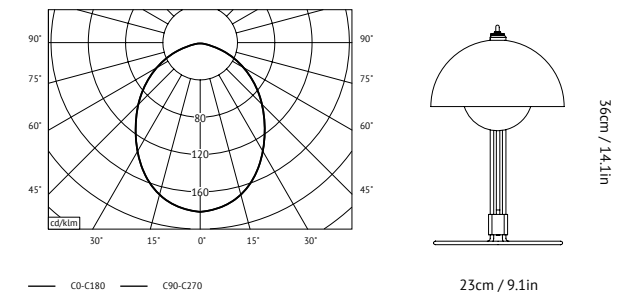 90° 90°
75° 75°
60° 60°
45° 45°
80
120
160
cd/klm
30° 15° 0° 15° 30°
C0-C180 C90-C270
36cm / 14.1in
23cm / 9.1in